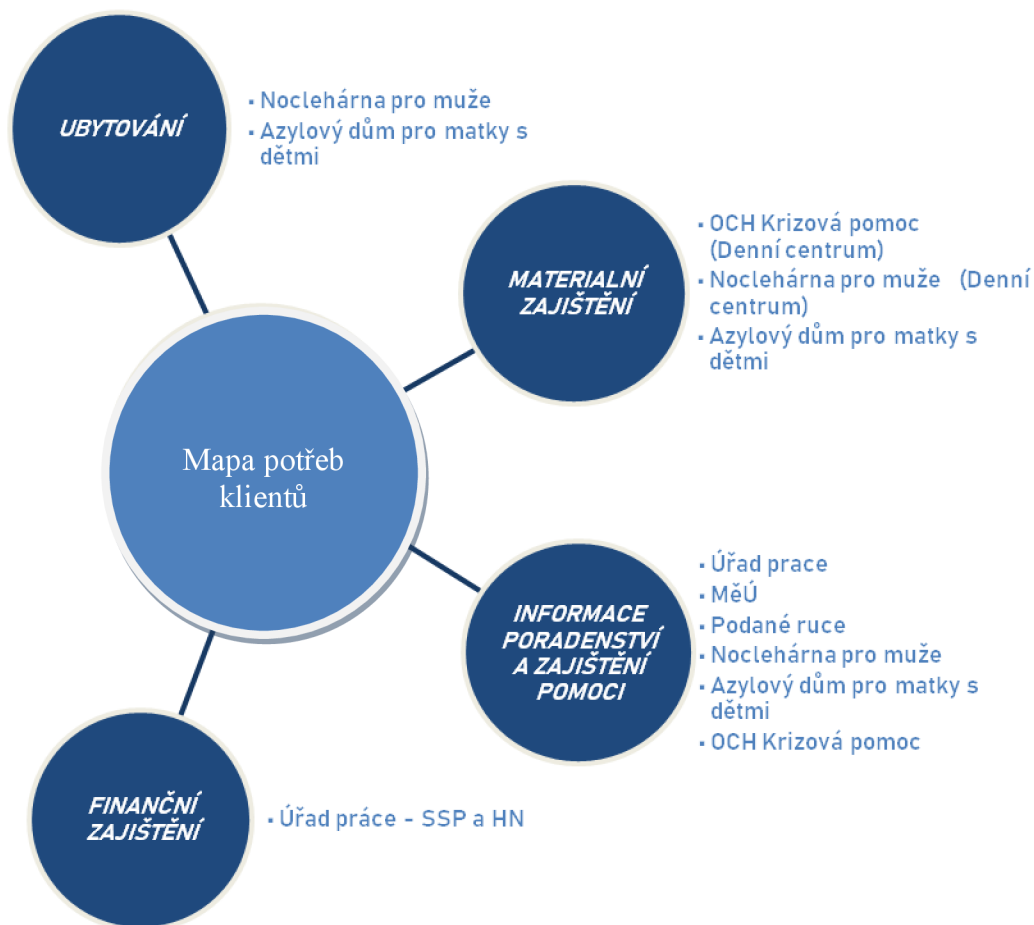 UBYTOVÁNÍ
▪ Noclehárna pro muže
▪ Azylový dům pro matky s
dětmi
MATERIALNÍ
ZAJIŠTĚNÍ
▪ OCH Krizová pomoc
(Denní centrum)
▪ Noclehárna pro muže (Denní
centrum)
▪ Azylový dům pro matky s
dětmi
Mapa potřeb
klientů
INFORMACE
PORADENSTVÍ
A ZAJIŠTĚNÍ
POMOCI
▪ Úřad prace
▪ MěÚ
▪ Podané ruce
▪ Noclehárna pro muže
▪ Azylový dům pro matky s
dětmi
▪ OCH Krizová pomoc
FINANČNÍ
ZAJIŠTĚNÍ
▪ Úřad práce - SSP a HN